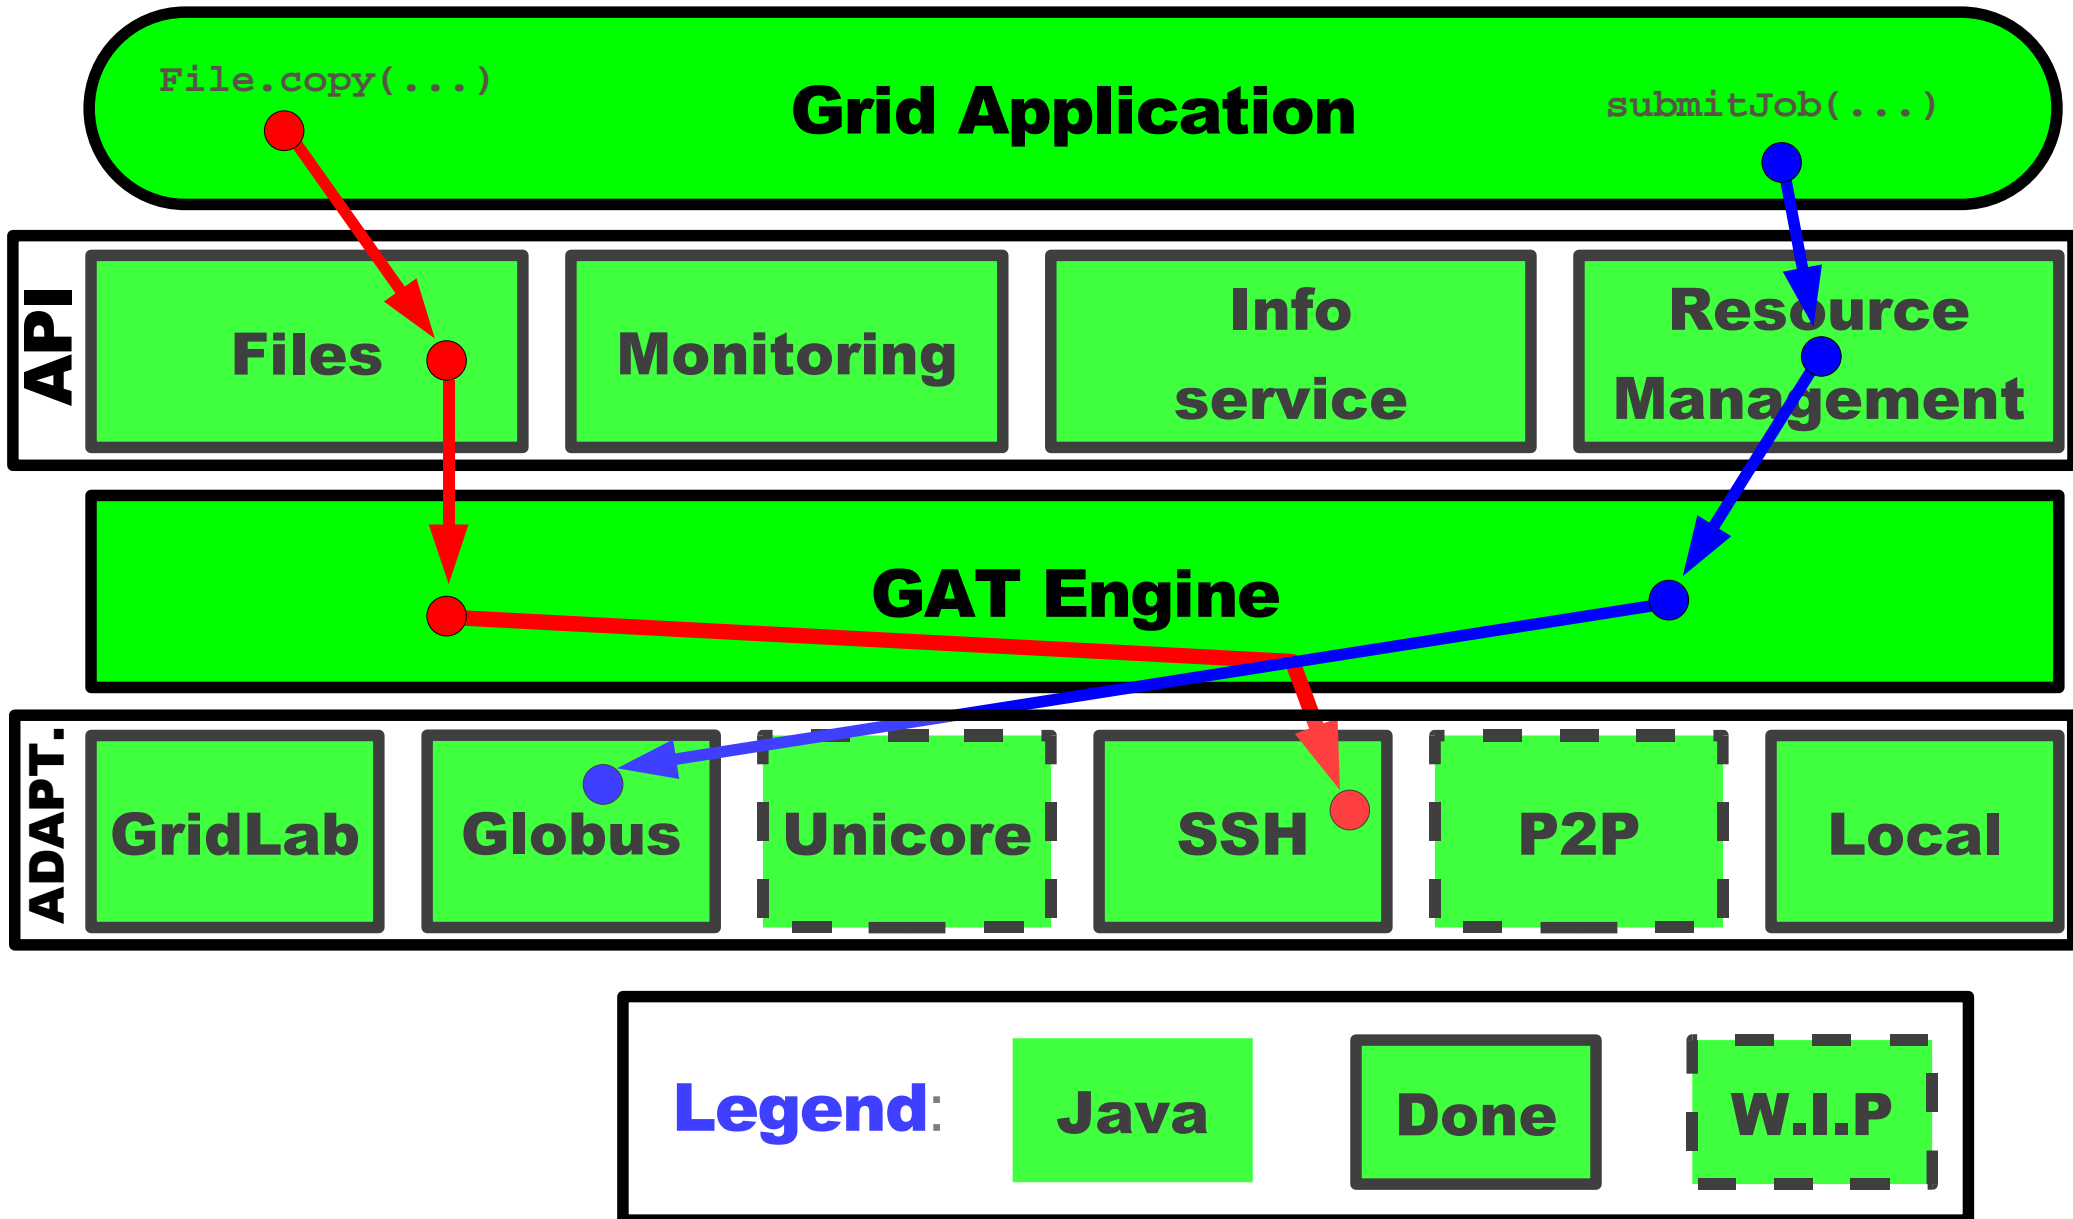 File.copy(...)
Grid Application
submitJob(...)
API
Files
Monitoring
Info
service
Resource
Management
GAT Engine
ADAPT.
GridLab
Globus
Unicore
SSH
P2P
Local
Legend:
Java
Done
W.I.P